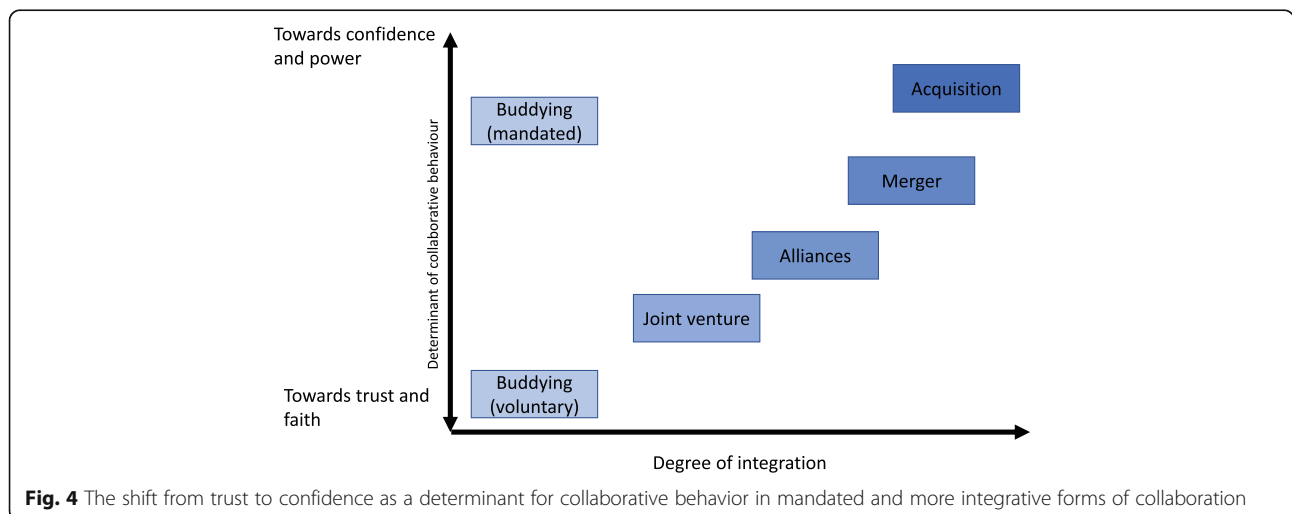 Towards confidence
and power
Acquisition
Buddying
(mandated)
Merger
Determinant of collaborative behaviour
Alliances
Joint venture
Buddying
(voluntary)
Towards trust and
faith
Degree of integration
Fig. 4 The shift from trust to confidence as a determinant for collaborative behavior in mandated and more integrative forms of collaboration